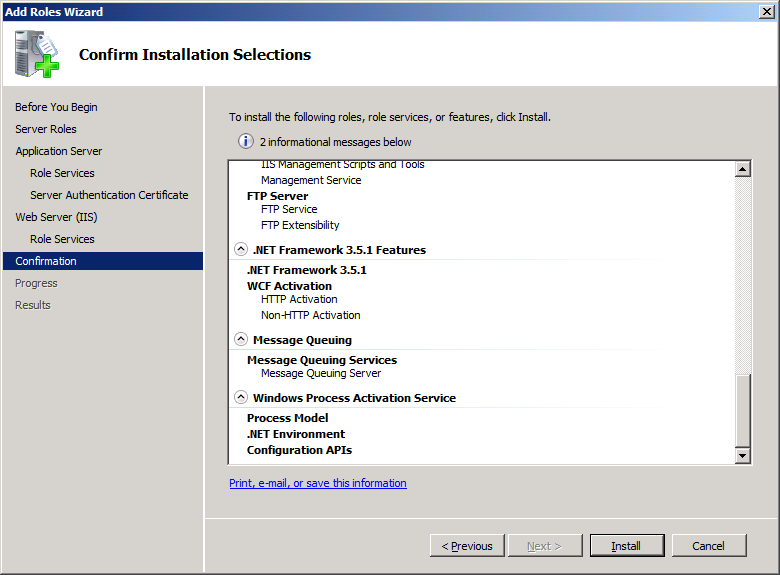 Add Roles Wizard
Confirm Installation Selections
Before You Begin
Server Roles
Application Server
Role Services
Server Authentication Certificate
Web Server (IIS)
Role Services
Confirmation
Progress
Results
To install the following roles, role services, or features, click Install.
2 informational messages below
IIS Management Scripts and Tools
Management Service
FTP Server
FTP Service
FTP Extensibility
.NET Framework 3.5.1 Features
.NET Framework 3.5.1
WCF Activation
HTTP Activation
Non-HTTP Activation
Message Queuing
Message Queuing Services
Message Queuing Server
Windows Process Activation Service
Process Model
.NET Environment
Configuration APIs
Print, e-mail, or save this information
< Previous Next > Install Cancel